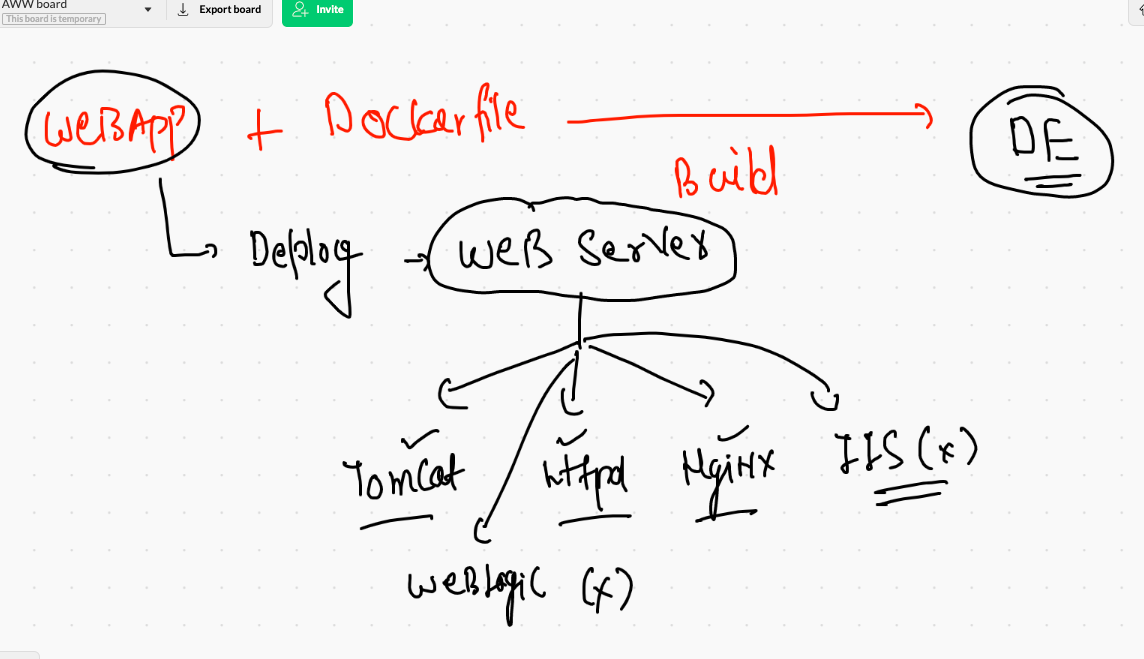 AWW board
This board is temporary
Export board
Invite
WEBApp + Dockerfile
Build
DE
Deploy
WEB Server
Tomcat
httpd
NgiNX
IIS (x)
WEBlogic (x)